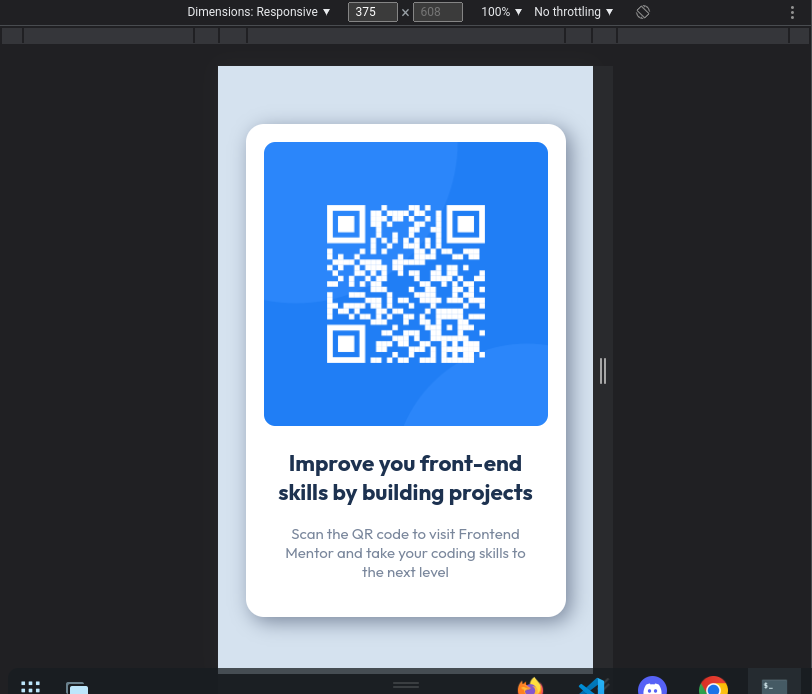 Dimensions: Responsive ▼ 375 × 608 100% ▼ No throttling ▼
Improve you front-end
skills by building projects
Scan the QR code to visit Frontend
Mentor and take your coding skills to
the next level
$_